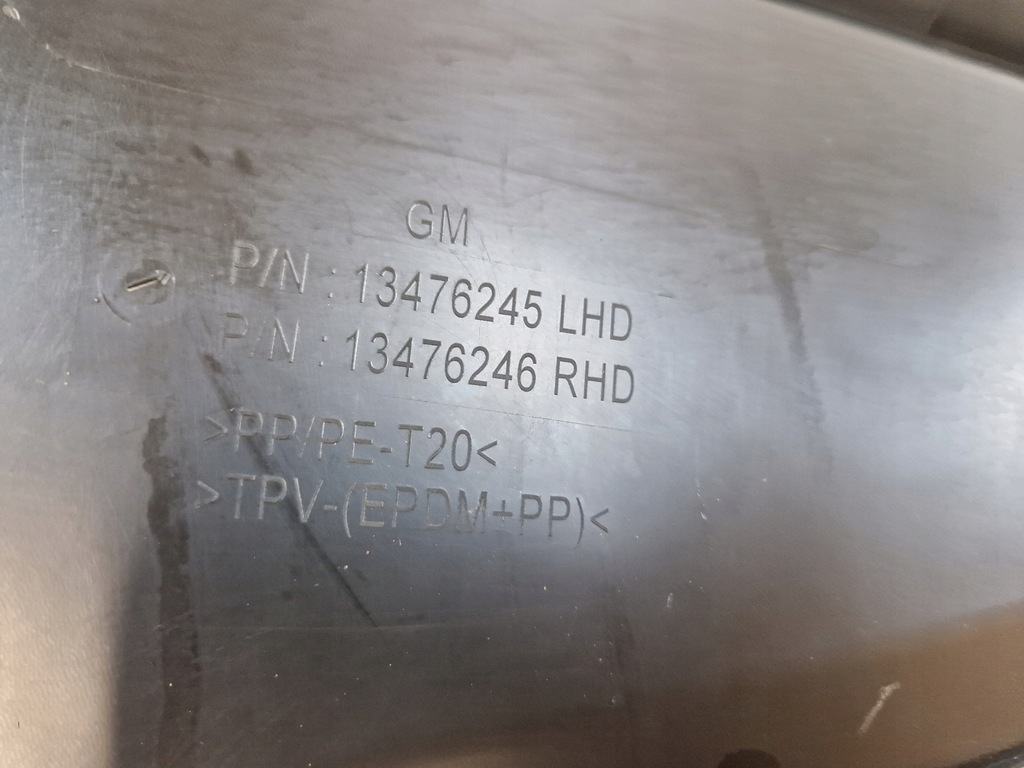 GM
P/N : 13476245 LHD
P/N : 13476246 RHD
>PP/PE-T20<
>TPV-(EPDM+PP)<